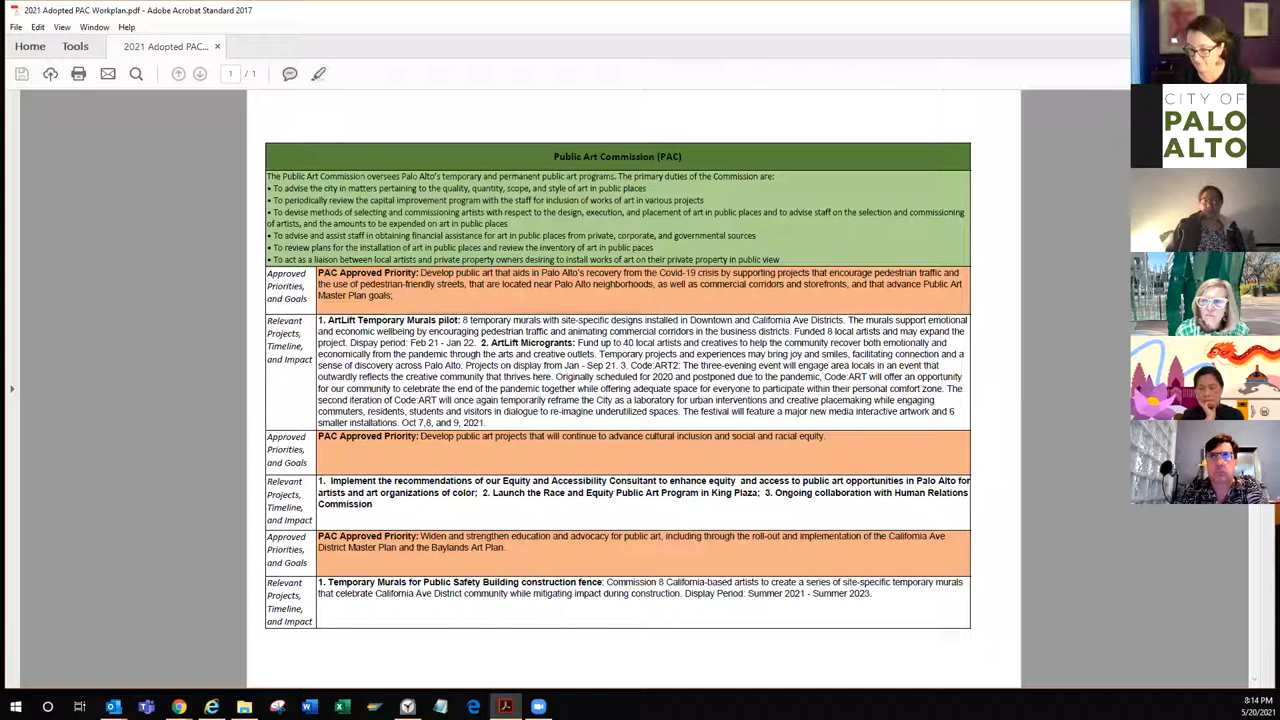 2021 Adopted PAC Workplan.pdf - Adobe Acrobat Standard 2017
File Edit View Window Help
Home Tools 2021 Adopted PAC... ×
1 / 1
Public Art Commission (PAC)
The Public Art Commission oversees Palo Alto's temporary and permanent public art programs. The primary duties of the Commission are:
• To advise the city in matters pertaining to the quality, quantity, scope, and style of art in public places
• To periodically review the capital improvement program with the staff for inclusion of works of art in various projects
• To devise methods of selecting and commissioning artists with respect to the design, execution, and placement of art in public places and to advise staff on the selection and commissioning
of artists, and the amounts to be expended on art in public places
• To advise and assist staff in obtaining financial assistance for art in public places from private, corporate, and governmental sources
• To review plans for the installation of art in public places and review the inventory of art in public paces
• To act as a liaison between local artists and private property owners desiring to install works of art on their private property in public view
Approved
Priorities,
and Goals
PAC Approved Priority: Develop public art that aids in Palo Alto's recovery from the Covid-19 crisis by supporting projects that encourage pedestrian traffic and
the use of pedestrian-friendly streets, that are located near Palo Alto neighborhoods, as well as commercial corridors and storefronts, and that advance Public Art
Master Plan goals;
Relevant
Projects,
Timeline,
and Impact
1. ArtLift Temporary Murals pilot: 8 temporary murals with site-specific designs installed in Downtown and California Ave Districts. The murals support emotional
and economic wellbeing by encouraging pedestrian traffic and animating commercial corridors in the business districts. Funded 8 local artists and may expand the
project. Dispay period: Feb 21 - Jan 22. 2. ArtLift Microgrants: Fund up to 40 local artists and creatives to help the community recover both emotionally and
economically from the pandemic through the arts and creative outlets. Temporary projects and experiences may bring joy and smiles, facilitating connection and a
sense of discovery across Palo Alto. Projects on display from Jan - Sep 21. 3. Code:ART2: The three-evening event will engage area locals in an event that
outwardly reflects the creative community that thrives here. Originally scheduled for 2020 and postponed due to the pandemic, Code:ART will offer an opportunity
for our community to celebrate the end of the pandemic together while offering adequate space for everyone to participate within their personal comfort zone. The
second iteration of Code:ART will once again temporarily reframe the City as a laboratory for urban interventions and creative placemaking while engaging
commuters, residents, students and visitors in dialogue to re-imagine underutilized spaces. The festival will feature a major new media interactive artwork and 6
smaller installations. Oct 7,8, and 9, 2021.
Approved
Priorities,
and Goals
PAC Approved Priority: Develop public art projects that will continue to advance cultural inclusion and social and racial equity.
Relevant
Projects,
Timeline,
and Impact
1. Implement the recommendations of our Equity and Accessibility Consultant to enhance equity and access to public art opportunities in Palo Alto for
artists and art organizations of color; 2. Launch the Race and Equity Public Art Program in King Plaza; 3. Ongoing collaboration with Human Relations
Commission
Approved
Priorities,
and Goals
PAC Approved Priority: Widen and strengthen education and advocacy for public art, including through the roll-out and implementation of the California Ave
District Master Plan and the Baylands Art Plan.
Relevant
Projects,
Timeline,
and Impact
1. Temporary Murals for Public Safety Building construction fence: Commission 8 California-based artists to create a series of site-specific temporary murals
that celebrate California Ave District community while mitigating impact during construction. Display Period: Summer 2021 - Summer 2023.
CITY OF
PALO
ALTO
8:14 PM
5/20/2021